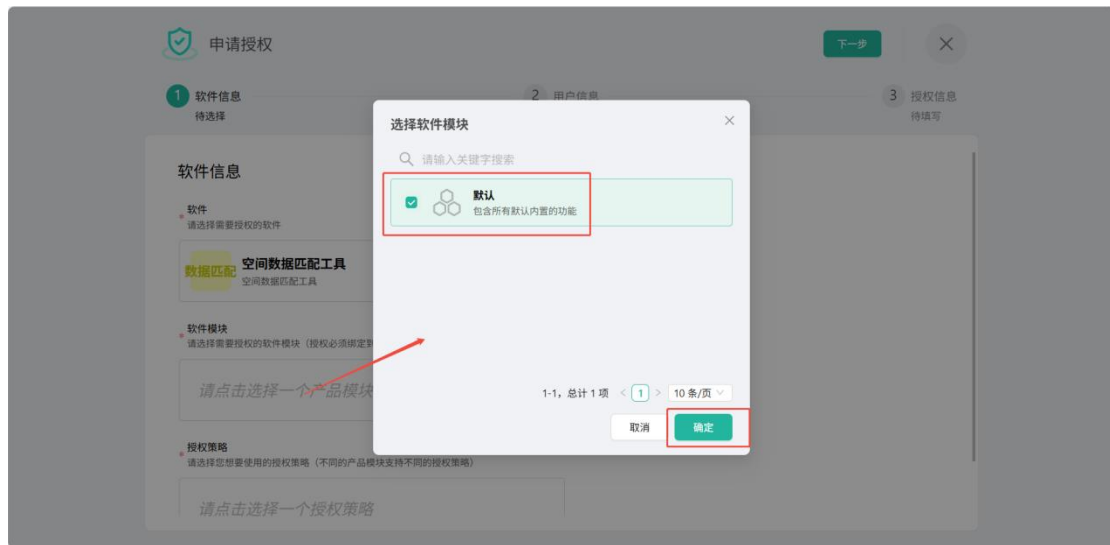 申请授权
下一步
1 软件信息
待选择
2 用户信息
3 授权信息
待填写
选择软件模块
请输入关键字搜索
默认
包含所有默认内置的功能
软件信息
软件
请选择需要授权的软件
数据匹配
空间数据匹配工具
空间数据匹配工具
软件模块
请选择需要授权的软件模块（授权必须绑定到
请点击选择一个产品模块
1-1，总计 1 项 < 1 > 10 条/页
取消
确定
授权策略
请选择您想要使用的授权策略（不同的产品模块支持不同的授权策略）
请点击选择一个授权策略